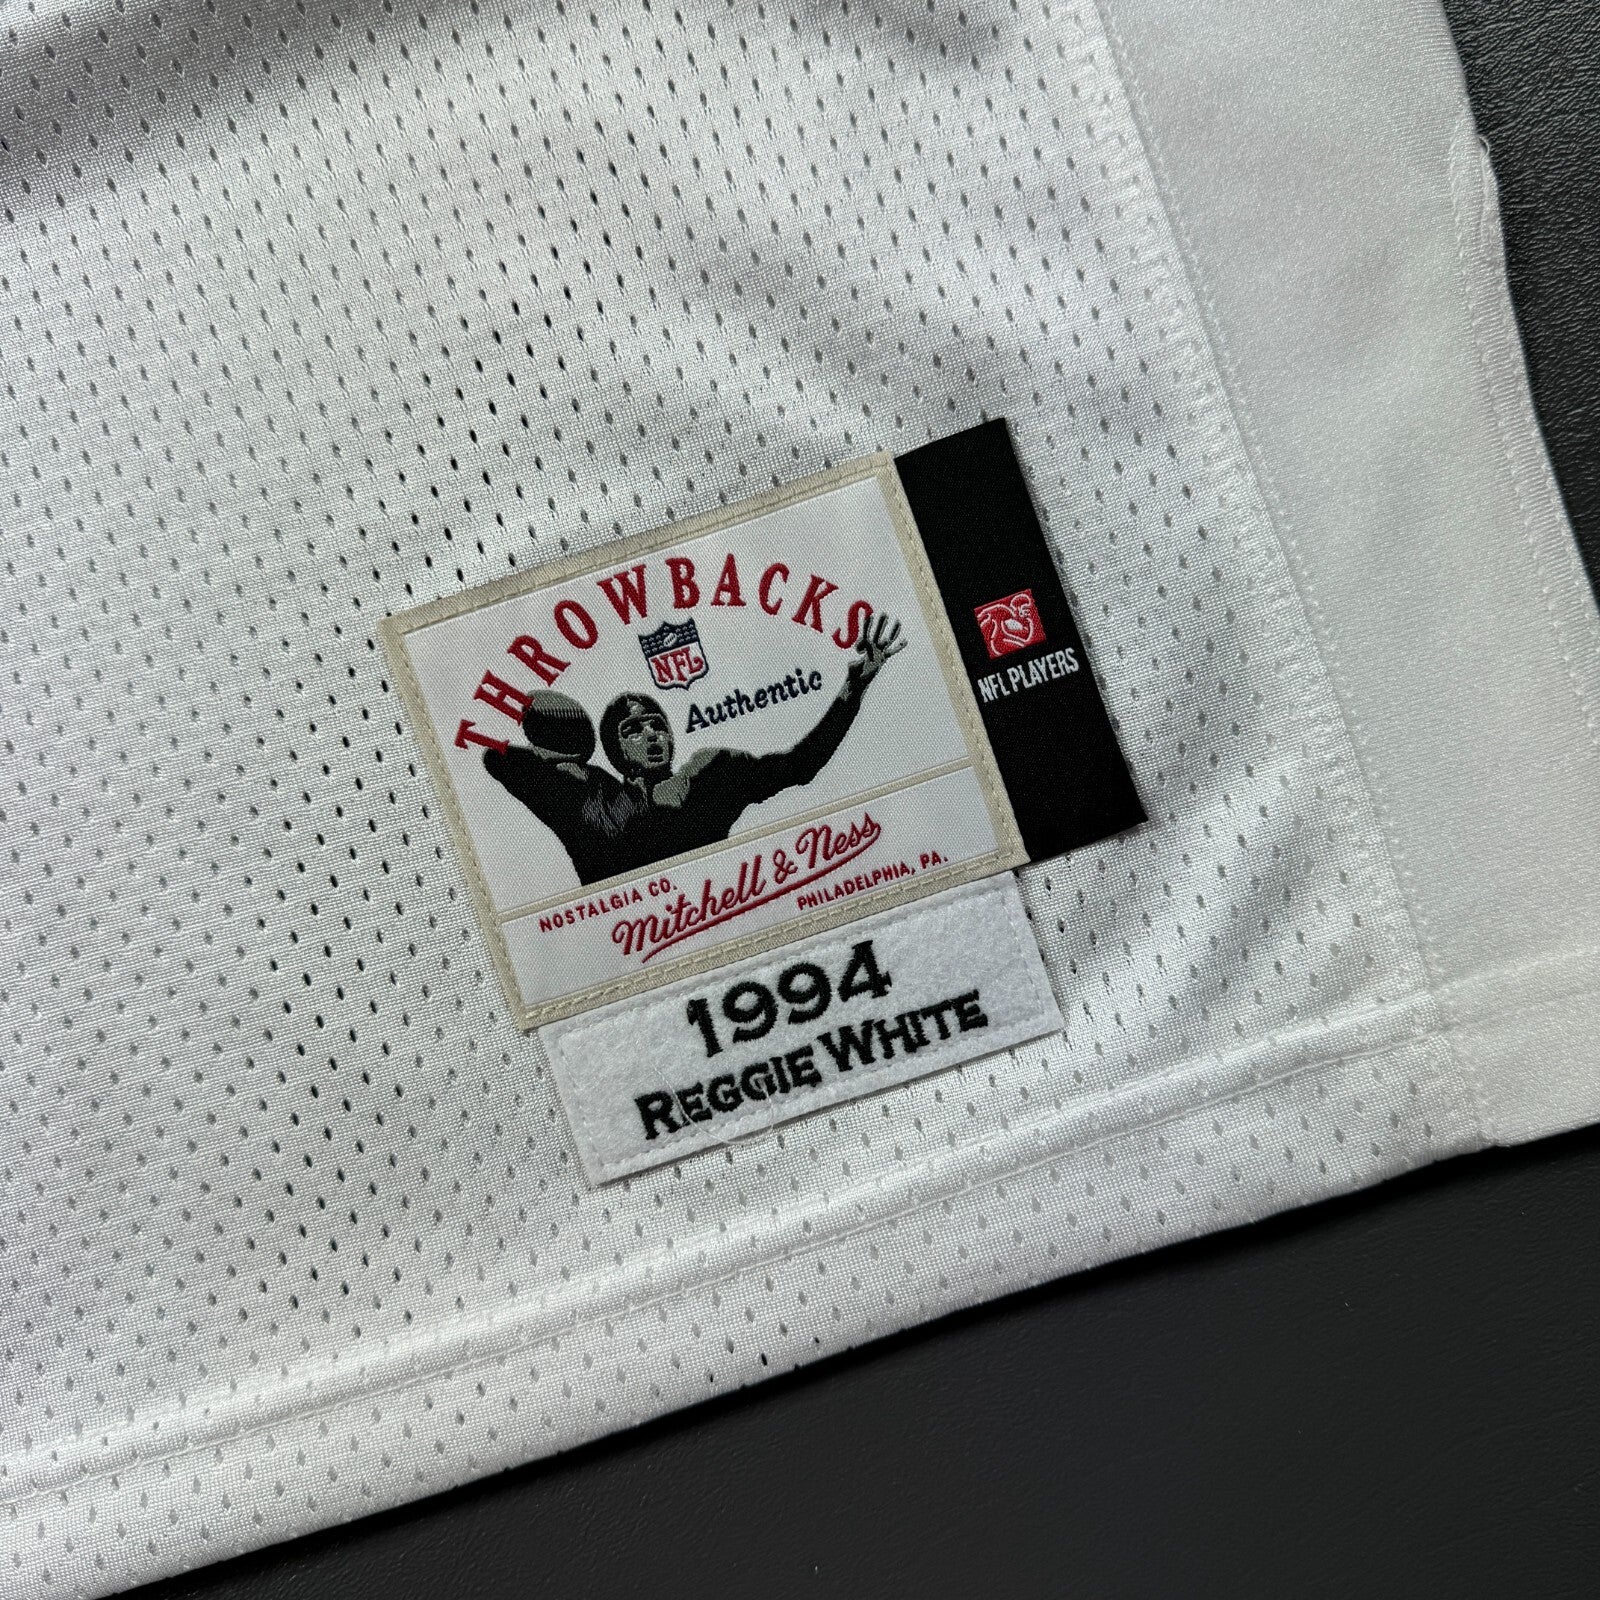 THROWBACKS
NFL
Authentic
NFL PLAYERS
NOSTALGIA CO.
Mitchell & Ness
PHILADELPHIA, PA.
1994
REGGIE WHITE